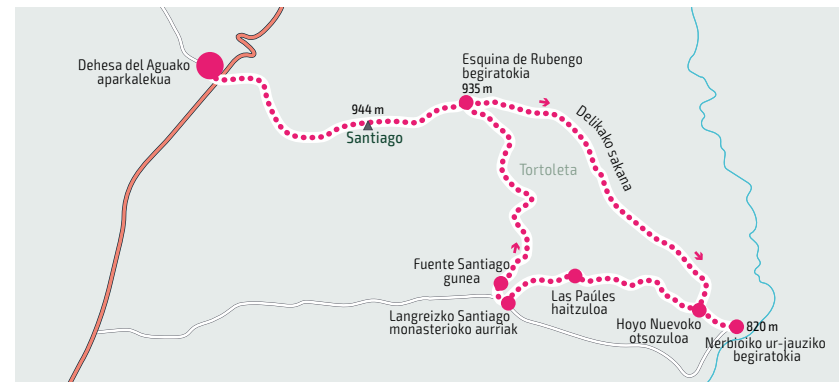 Dehesa del Aguako
aparkalekua
Esquina de Rubengo
begiratokia
935 m
944 m
Santiago
Delikako sakana
Tortoleta
Fuente Santiago
gunea
Langreizko Santiago
monasterioko aurriak
Las Paúles
haitzuloa
Hoyo Nuevoko
otsozuloa
820 m
Nerbioiko ur-jauziko
begiratokia